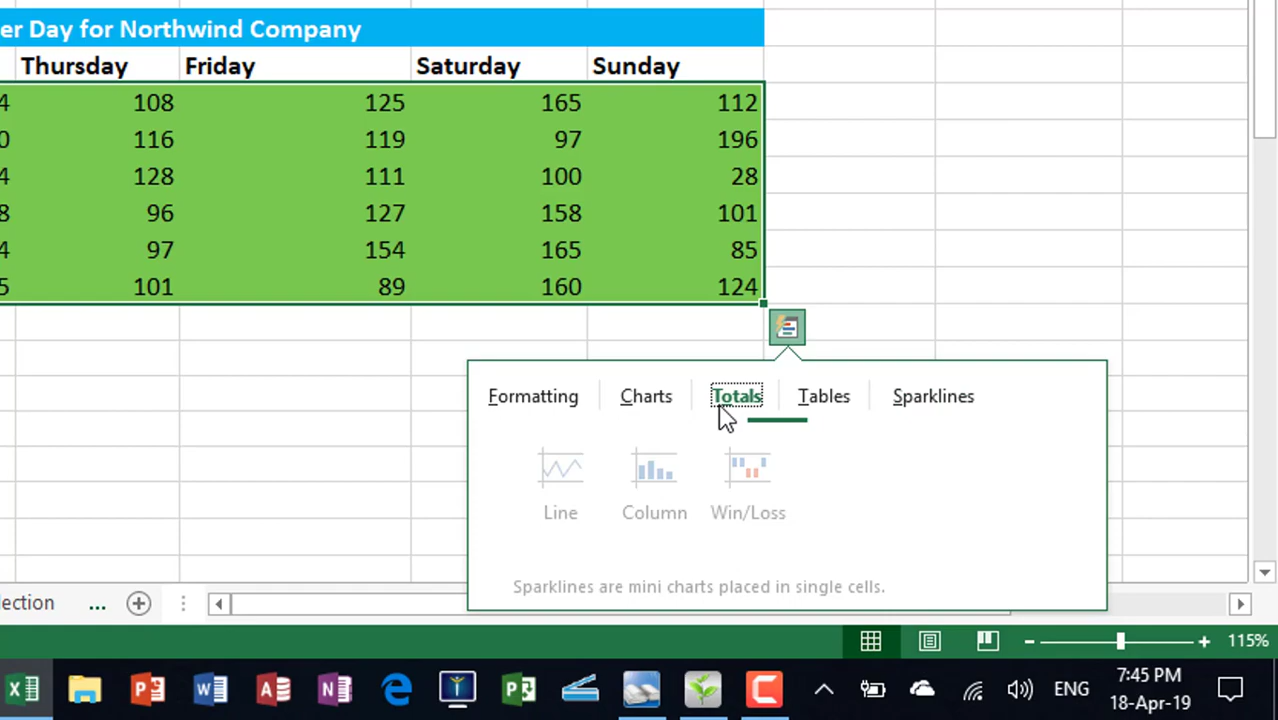 er Day for Northwind Company
Thursday Friday Saturday Sunday
4 108 125 165 112
0 116 119 97 196
4 128 111 100 28
8 96 127 158 101
4 97 154 165 85
5 101 89 160 124
Formatting Charts Totals Tables Sparklines
Line Column Win/Loss
Sparklines are mini charts placed in single cells.
lection ...
115%
ENG
7:45 PM
18-Apr-19